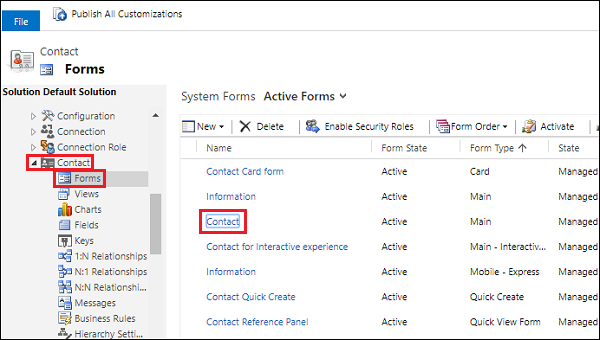 File
Publish All Customizations
Contact
Forms
Solution Default Solution
Configuration
Connection
Connection Role
Contact
Forms
Views
Charts
Fields
Keys
1:N Relationships
N:1 Relationships
N:N Relationshi...
Messages
Business Rules
Hierarchy Setti...
System Forms Active Forms
New Delete Enable Security Roles Form Order Activate
Name Form State Form Type State
Contact Card form Active Card Managed
Information Active Main Managed
Contact Active Main Managed
Contact for Interactive experience Active Main - Interactiv... Managed
Information Active Mobile - Express Managed
Contact Quick Create Active Quick Create Managed
Contact Reference Panel Active Quick View Form Managed